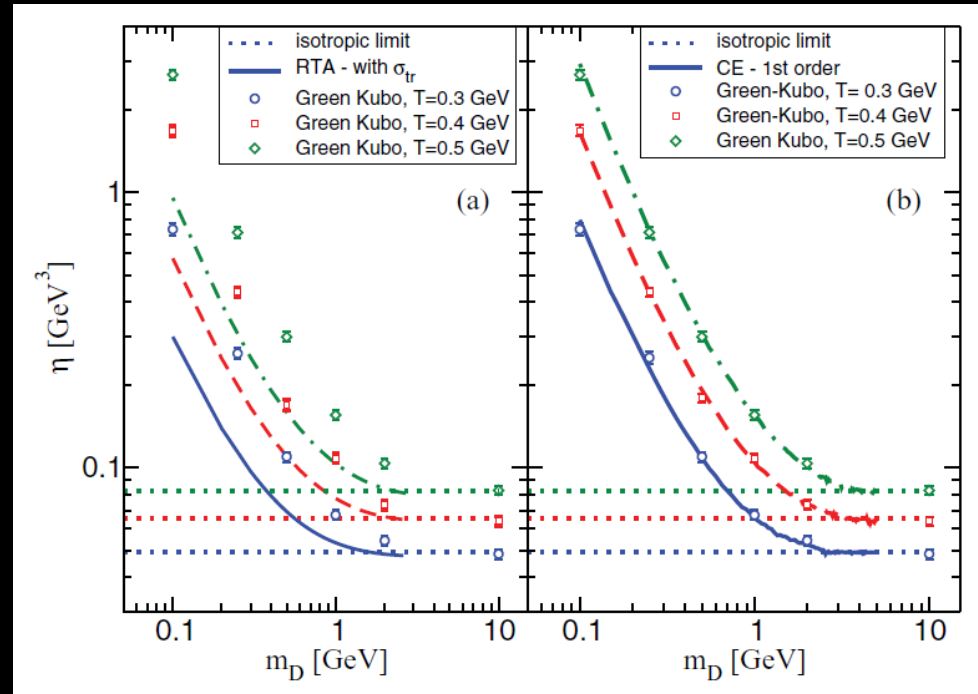 isotropic limit
RTA - with σtr
Green Kubo, T=0.3 GeV
Green Kubo, T=0.4 GeV
Green Kubo, T=0.5 GeV
(a)
isotropic limit
CE - 1st order
Green-Kubo, T= 0.3 GeV
Green-Kubo, T=0.4 GeV
Green-Kubo, T=0.5 GeV
(b)
η [GeV³]
1
0.1
0.1 1 10
0.1 1 10
m_D [GeV]
m_D [GeV]